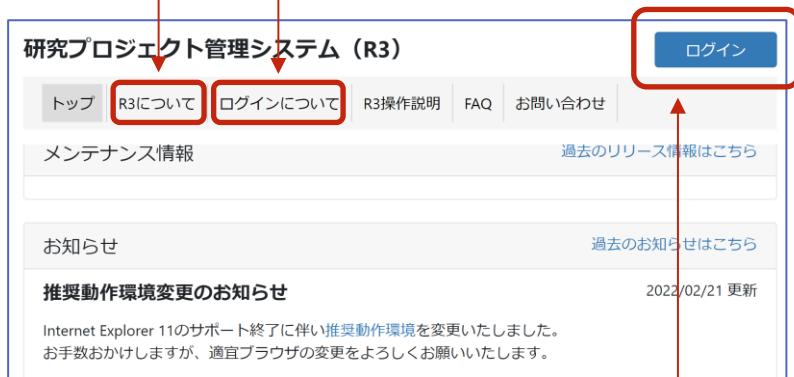 研究プロジェクト管理システム（R3）
ログイン
トップ R3について ログインについて R3操作説明 FAQ お問い合わせ
メンテナンス情報 過去のリリース情報はこちら
お知らせ 過去のお知らせはこちら
推奨動作環境変更のお知らせ 2022/02/21 更新
Internet Explorer 11のサポート終了に伴い推奨動作環境を変更いたしました。
お手数おかけしますが、適宜ブラウザの変更をよろしくお願いいたします。